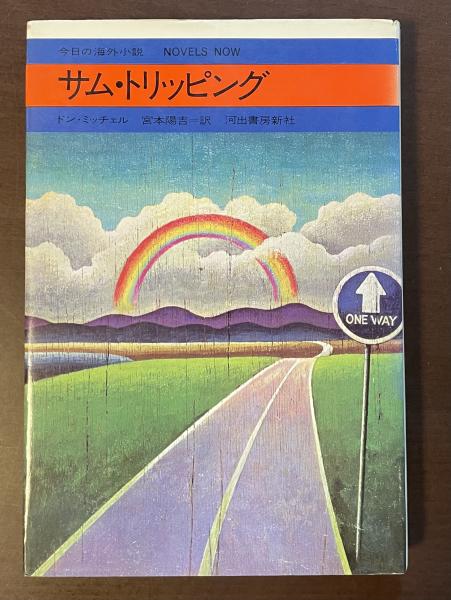 今日の海外小説 NOVELS NOW
サム・トリッピング
ドン・ミッチェル 宮本陽吉=訳 河出書房新社
ONE WAY